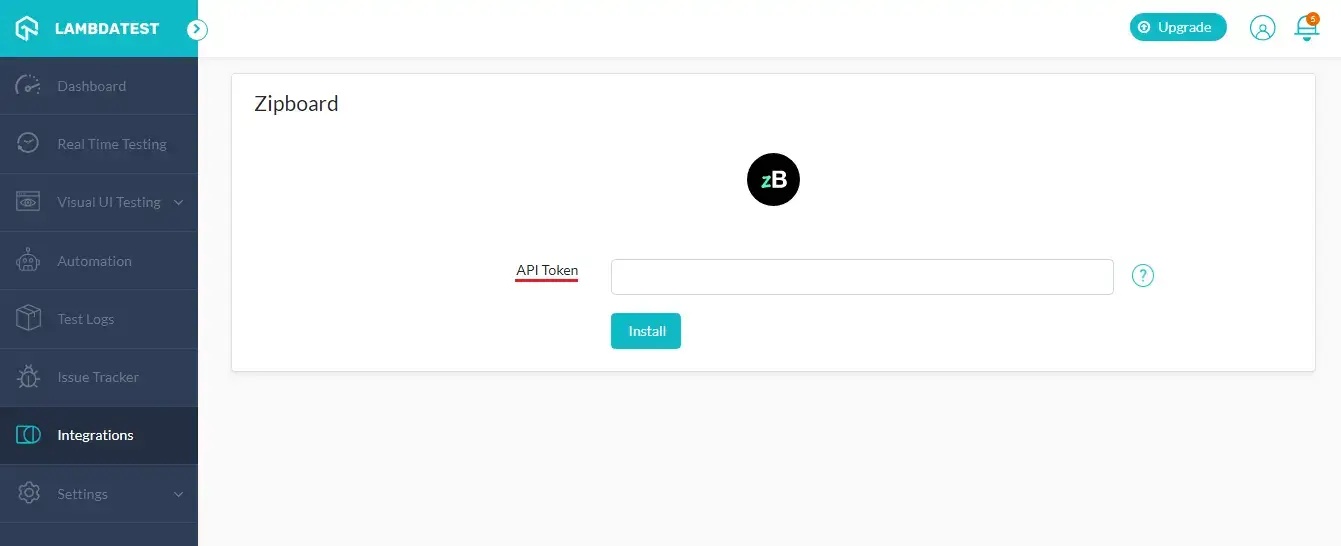 LAMBDATEST
Upgrade
5
Dashboard
Real Time Testing
Visual UI Testing
Automation
Test Logs
Issue Tracker
Integrations
Settings
Zipboard
zB
API Token
?
Install